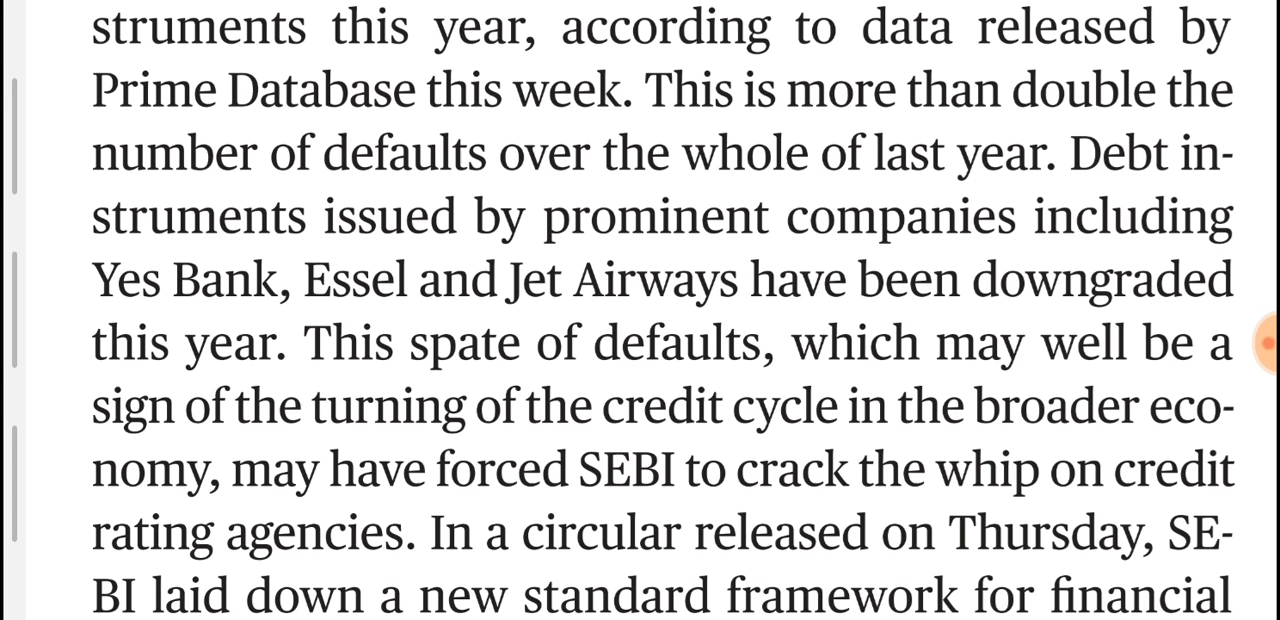 struments this year, according to data released by
Prime Database this week. This is more than double the
number of defaults over the whole of last year. Debt in-
struments issued by prominent companies including
Yes Bank, Essel and Jet Airways have been downgraded
this year. This spate of defaults, which may well be a
sign of the turning of the credit cycle in the broader eco-
nomy, may have forced SEBI to crack the whip on credit
rating agencies. In a circular released on Thursday, SE-
BI laid down a new standard framework for financial